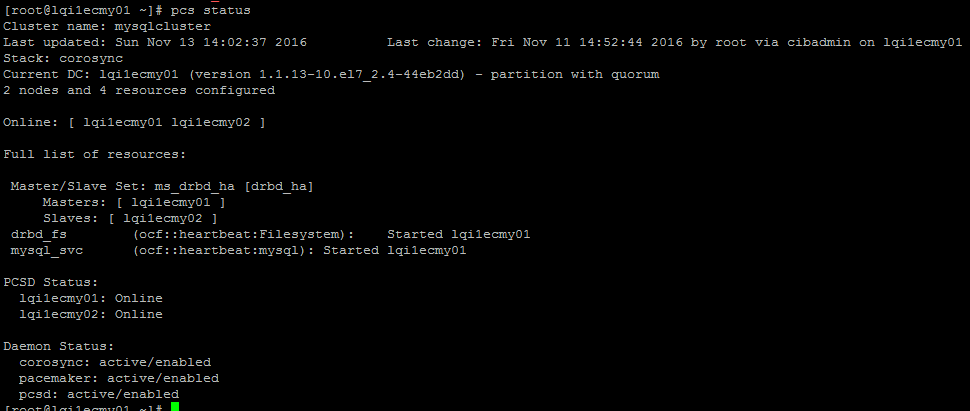 [root@lqi1ecmy01 ~]# pcs status
Cluster name: mysqlcluster
Last updated: Sun Nov 13 14:02:37 2016          Last change: Fri Nov 11 14:52:44 2016 by root via cibadmin on lqi1ecmy01
Stack: corosync
Current DC: lqi1ecmy01 (version 1.1.13-10.el7_2.4-44eb2dd) - partition with quorum
2 nodes and 4 resources configured

Online: [ lqi1ecmy01 lqi1ecmy02 ]

Full list of resources:

 Master/Slave Set: ms_drbd_ha [drbd_ha]
     Masters: [ lqi1ecmy01 ]
     Slaves: [ lqi1ecmy02 ]
 drbd_fs        (ocf::heartbeat:Filesystem):    Started lqi1ecmy01
 mysql_svc      (ocf::heartbeat:mysql): Started lqi1ecmy01

PCSD Status:
  lqi1ecmy01: Online
  lqi1ecmy02: Online

Daemon Status:
  corosync: active/enabled
  pacemaker: active/enabled
  pcsd: active/enabled
[root@lqi1ecmy01 ~]#